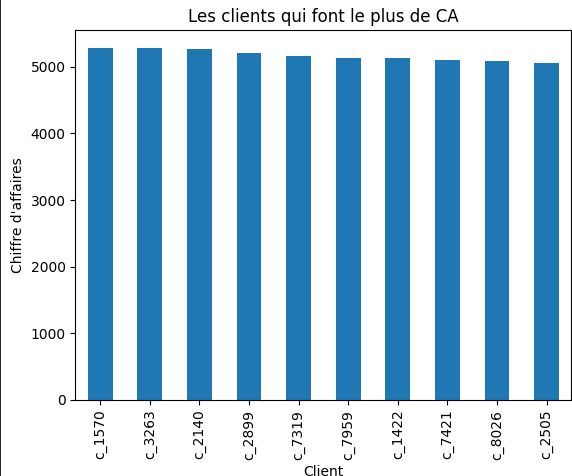 Les clients qui font le plus de CA
Chiffre d'affaires
5000
4000
3000
2000
1000
0
c_1570
c_3263
c_2140
c_2899
c_7319
c_7959
c_1422
c_7421
c_8026
c_2505
Client